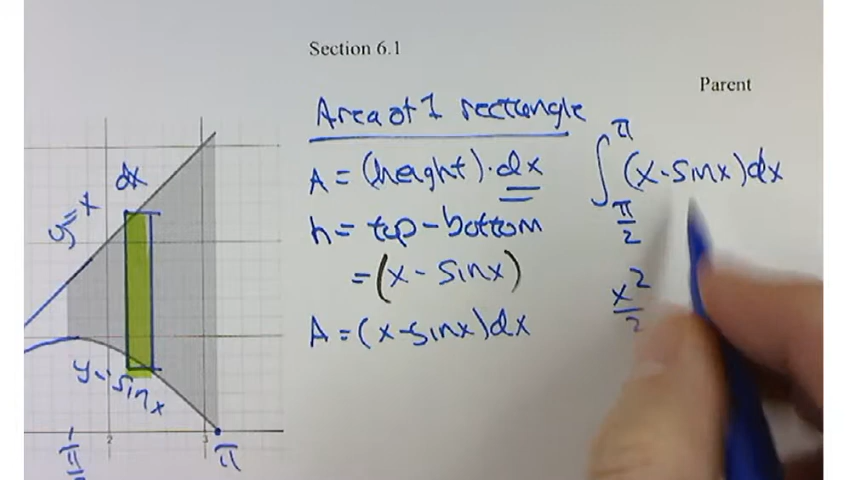 Section 6.1
Parent
Area of 1 rectangle
A = (height) · dx
h = top - bottom
= (x - sinx)
A = (x - sinx) dx
∫ π (x - sinx) dx
π/2
x²/2
dx
y = x
y = sinx
2
3
π